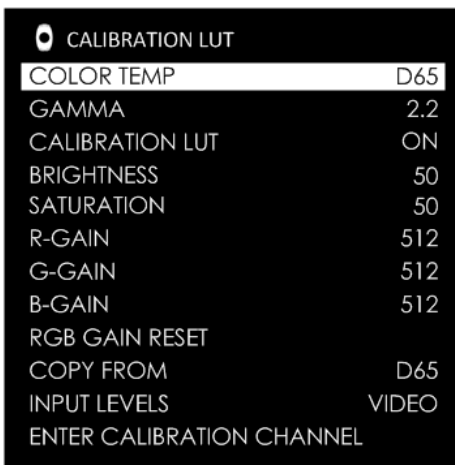 CALIBRATION LUT
COLOR TEMP D65
GAMMA 2.2
CALIBRATION LUT ON
BRIGHTNESS 50
SATURATION 50
R-GAIN 512
G-GAIN 512
B-GAIN 512
RGB GAIN RESET
COPY FROM D65
INPUT LEVELS VIDEO
ENTER CALIBRATION CHANNEL